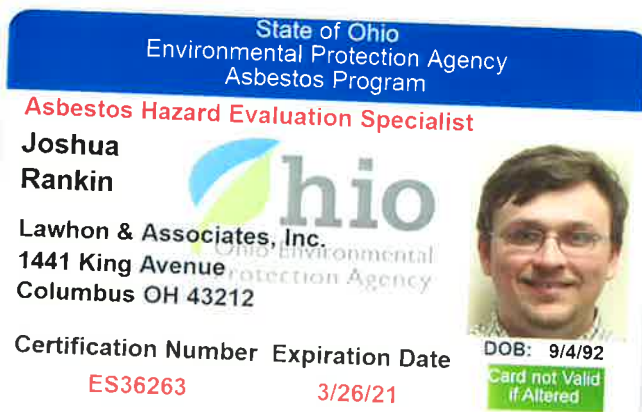 State of Ohio
Environmental Protection Agency
Asbestos Program
Asbestos Hazard Evaluation Specialist
Joshua
Rankin
Ohio
Ohio Environmental
Protection Agency
Lawhon & Associates, Inc.
1441 King Avenue
Columbus OH 43212
Certification Number Expiration Date
ES36263 3/26/21
DOB: 9/4/92
Card not Valid
if Altered